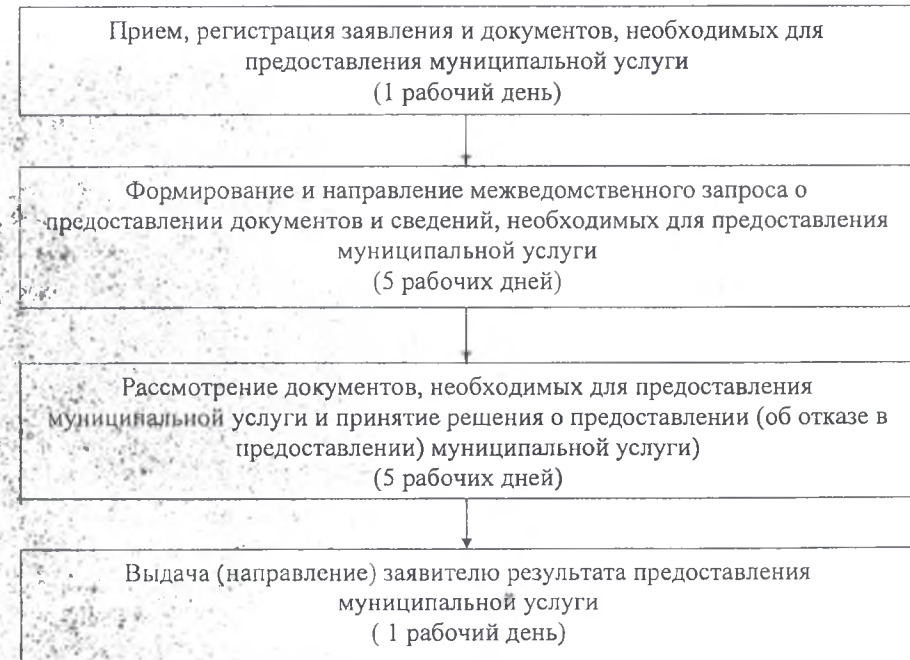 Прием, регистрация заявления и документов, необходимых для
предоставления муниципальной услуги
(1 рабочий день)
Формирование и направление межведомственного запроса о
предоставлении документов и сведений, необходимых для предоставления
муниципальной услуги
(5 рабочих дней)
Рассмотрение документов, необходимых для предоставления
муниципальной услуги и принятие решения о предоставлении (об отказе в
предоставлении) муниципальной услуги)
(5 рабочих дней)
Выдача (направление) заявителю результата предоставления
муниципальной услуги
( 1 рабочий день)